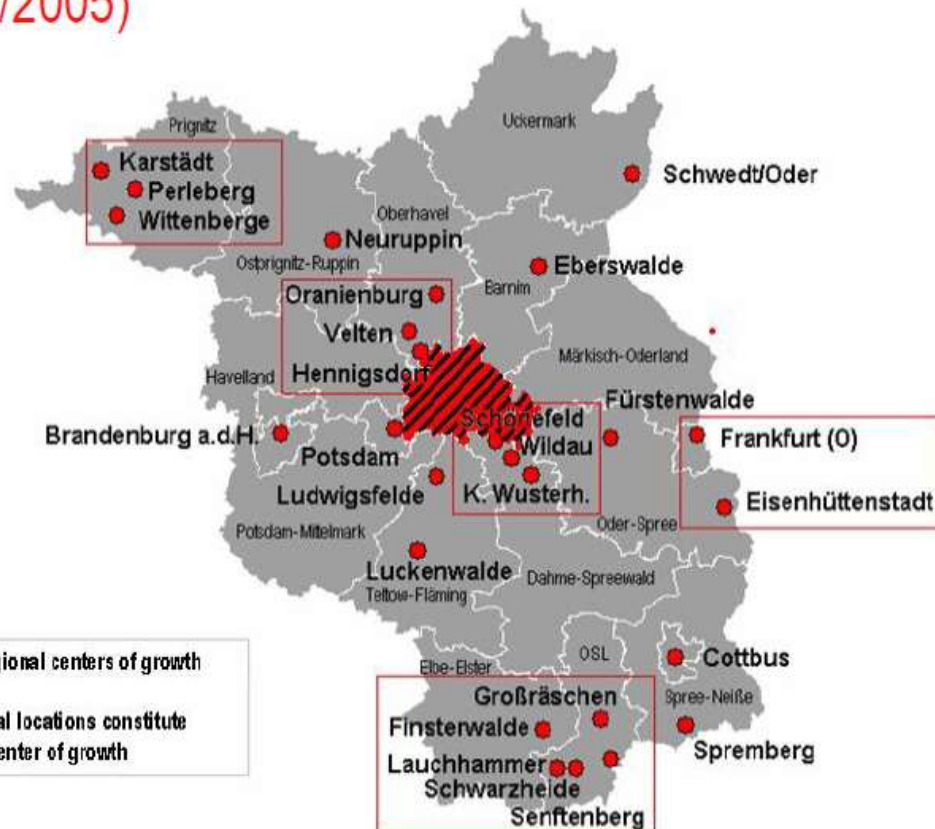 /2005)
Prignitz
Uckermark
Karstädt
Schwedt/Oder
Perleberg
Oberhavel
Wittenberge
Neuruppin
Ostprignitz-Ruppin
Eberswalde
Barnim
Oranienburg
Velten
Märkisch-Oderland
Havelland
Hennigsdorf
Fürstenwalde
Schönefeld
Brandenburg a.d.H.
Wildau
Frankfurt (O)
Potsdam
Ludwigsfelde
K. Wusterh.
Eisenhüttenstadt
Oder-Spree
Potsdam-Mittelmark
Luckenwalde
Dahme-Spreewald
Teltow-Fläming
gional centers of growth
OSL
Cottbus
Elbe-Elster
Großräschen
Spree-Neiße
al locations constitute
Finsterwalde
enter of growth
Spremberg
Lauchhammer
Schwarzheide
Senftenberg